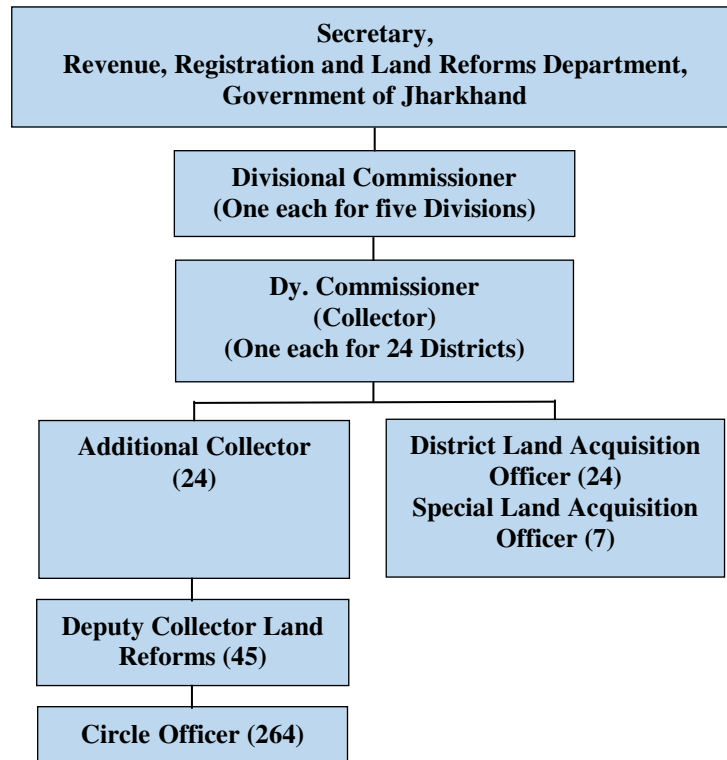 Secretary,
Revenue, Registration and Land Reforms Department,
Government of Jharkhand
Divisional Commissioner
(One each for five Divisions)
Dy. Commissioner
(Collector)
(One each for 24 Districts)
Additional Collector
(24)
District Land Acquisition
Officer (24)
Special Land Acquisition
Officer (7)
Deputy Collector Land
Reforms (45)
Circle Officer (264)